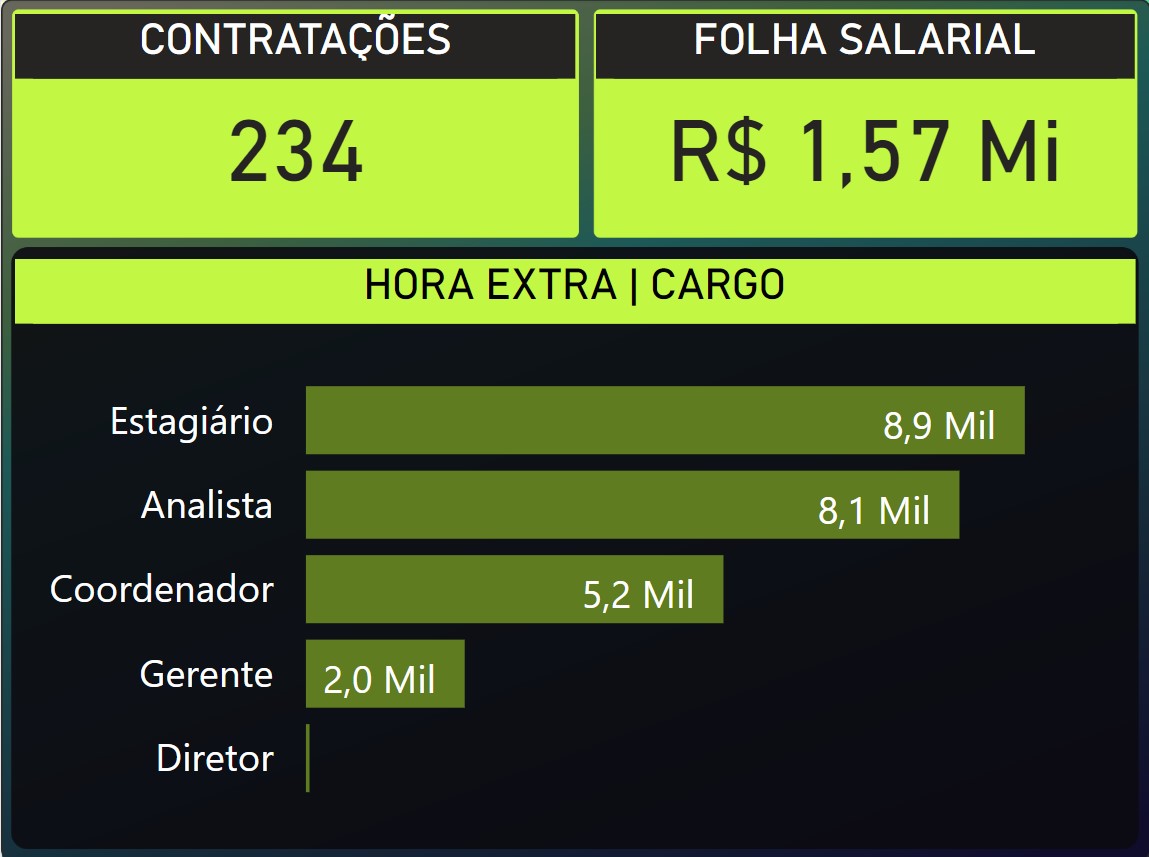 CONTRATAÇÕES
234
FOLHA SALARIAL
R$ 1,57 Mi
HORA EXTRA | CARGO
Estagiário 8,9 Mil
Analista 8,1 Mil
Coordenador 5,2 Mil
Gerente 2,0 Mil
Diretor